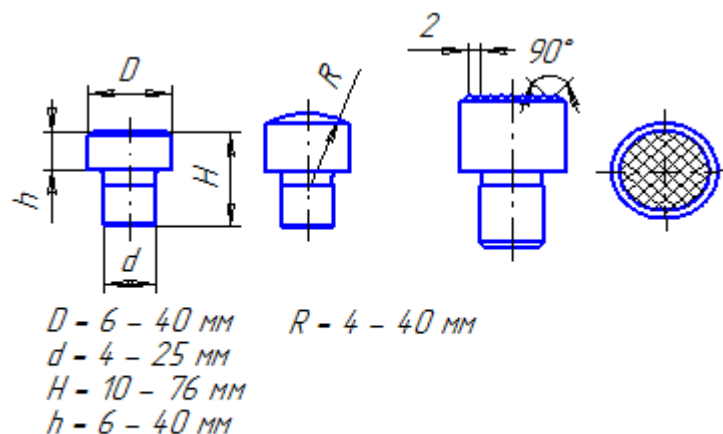 2
90°
D
R
h
H
d
D = 6 – 40 мм
R = 4 – 40 мм
d = 4 – 25 мм
H = 10 – 76 мм
h = 6 – 40 мм